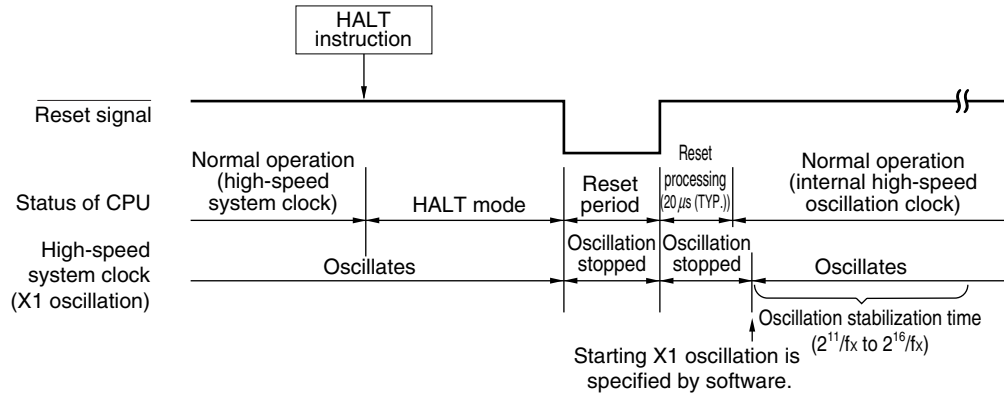 HALT
instruction
Reset signal
Status of CPU
Normal operation
(high-speed
system clock)
HALT mode
Reset
period
Reset
processing
(20 μs (TYP.))
Normal operation
(internal high-speed
oscillation clock)
High-speed
system clock
(X1 oscillation)
Oscillates
Oscillation
stopped
Oscillation
stopped
Oscillates
Oscillation stabilization time
(2¹¹/fx to 2¹⁶/fx)
Starting X1 oscillation is
specified by software.